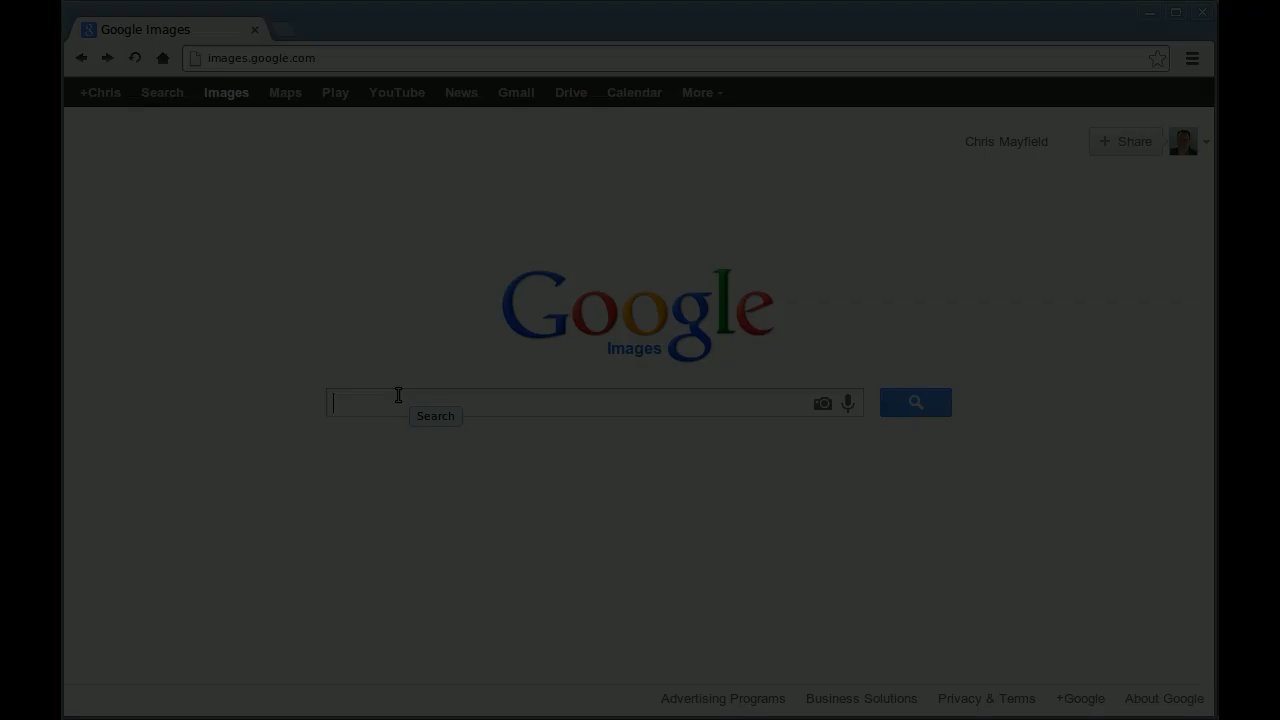 Google Images
images.google.com
+Chris Search Images Maps Play YouTube News Gmail Drive Calendar More
Chris Mayfield + Share
Google
Images
Search
Advertising Programs Business Solutions Privacy & Terms +Google About Google